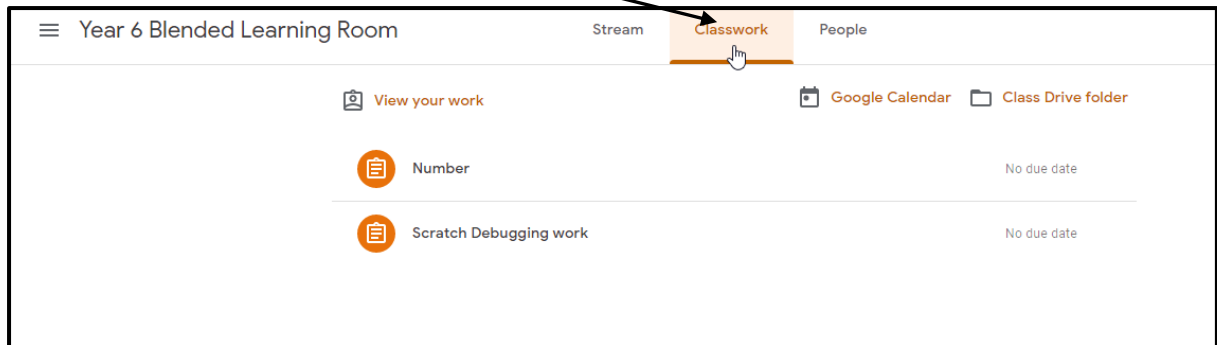 Year 6 Blended Learning Room Stream Classwork People
View your work Google Calendar Class Drive folder
Number No due date
Scratch Debugging work No due date